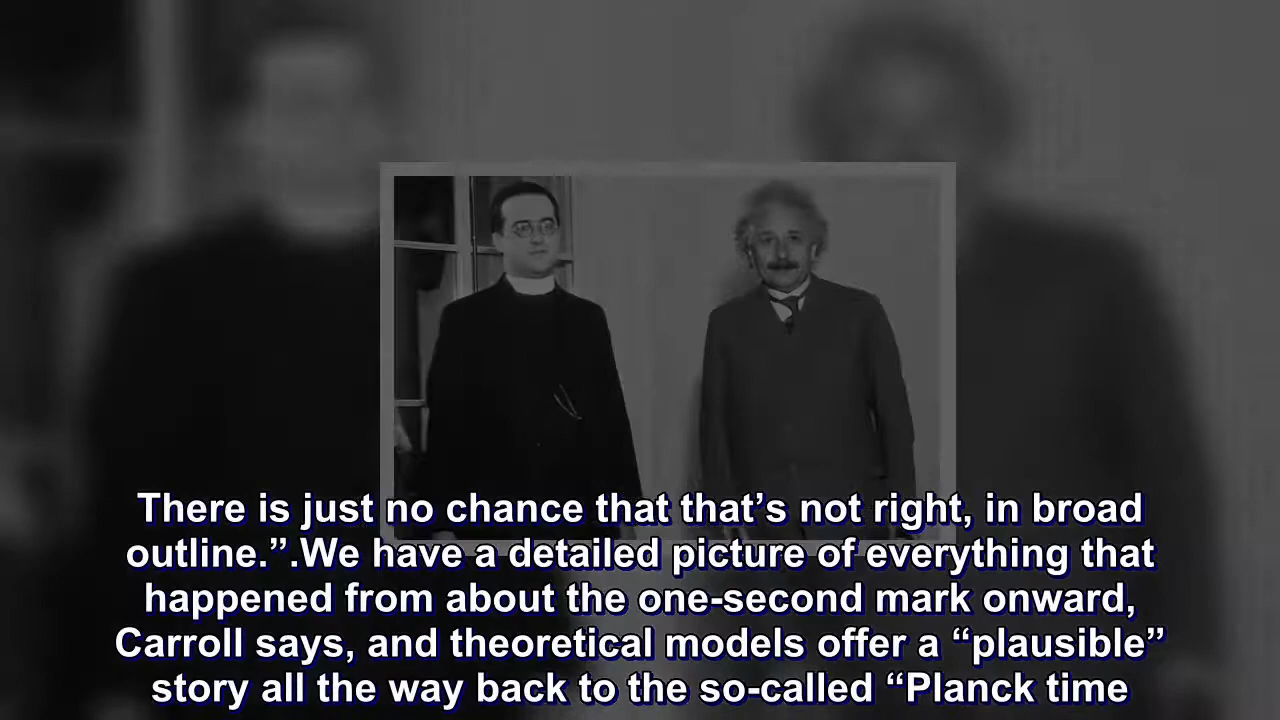 There is just no chance that that’s not right, in broad
outline.”.We have a detailed picture of everything that
happened from about the one-second mark onward,
Carroll says, and theoretical models offer a “plausible”
story all the way back to the so-called “Planck time